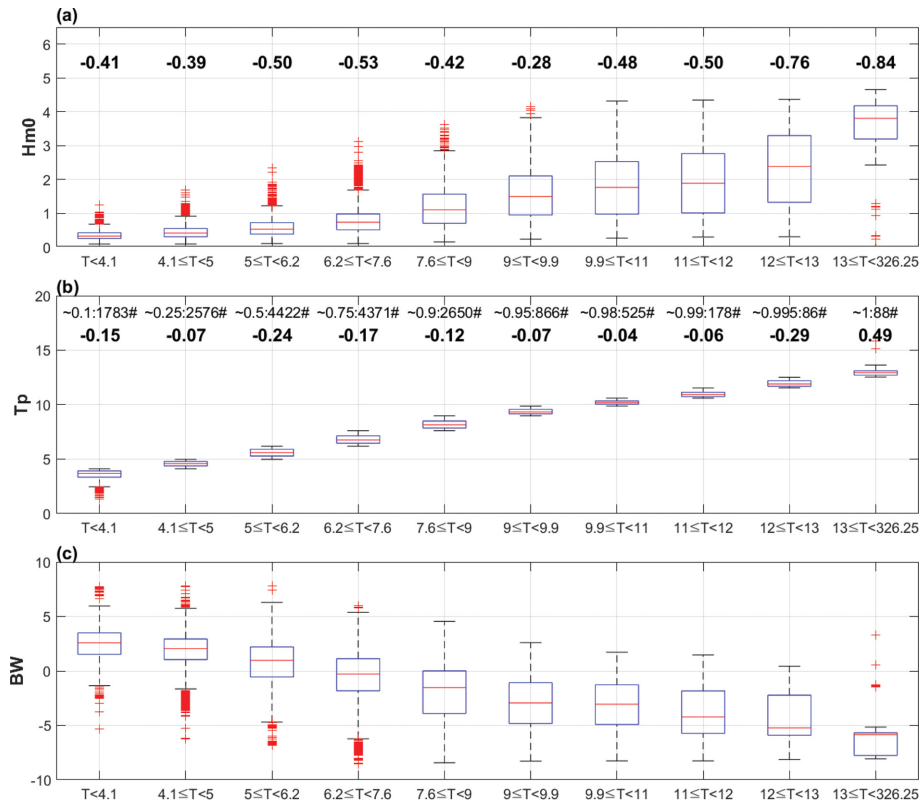 (a)
6
5
4
3
2
1
0
Hm0
-0.41 -0.39 -0.50 -0.53 -0.42 -0.28 -0.48 -0.50 -0.76 -0.84
T<4.1 4.1≤T<5 5≤T<6.2 6.2≤T<7.6 7.6≤T<9 9≤T<9.9 9.9≤T<11 11≤T<12 12≤T<13 13≤T<326.25
(b)
20
15
10
5
0
Tp
~0.1:1783# ~0.25:2576# ~0.5:4422# ~0.75:4371# ~0.9:2650# ~0.95:866# ~0.98:525# ~0.99:178# ~0.995:86# ~1:88#
-0.15 -0.07 -0.24 -0.17 -0.12 -0.07 -0.04 -0.06 -0.29 0.49
T<4.1 4.1≤T<5 5≤T<6.2 6.2≤T<7.6 7.6≤T<9 9≤T<9.9 9.9≤T<11 11≤T<12 12≤T<13 13≤T<326.25
(c)
10
5
0
-5
-10
BW
T<4.1 4.1≤T<5 5≤T<6.2 6.2≤T<7.6 7.6≤T<9 9≤T<9.9 9.9≤T<11 11≤T<12 12≤T<13 13≤T<326.25